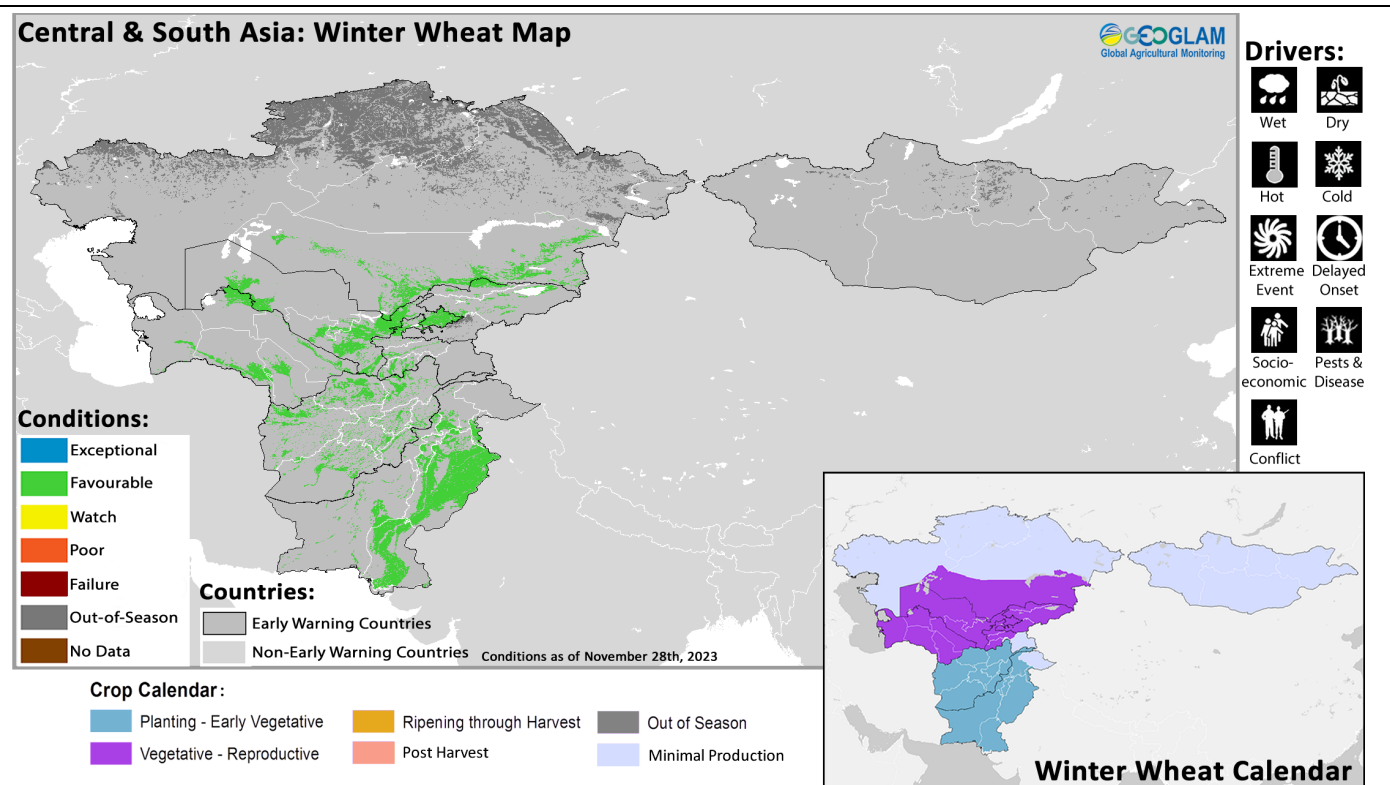 Central & South Asia: Winter Wheat Map
GEOGLAM
Global Agricultural Monitoring
Drivers:
Wet
Dry
Hot
Cold
Extreme
Event
Delayed
Onset
Socio-
economic
Pests &
Disease
Conflict
Conditions:
Exceptional
Favourable
Watch
Poor
Failure
Out-of-Season
No Data
Countries:
Early Warning Countries
Non-Early Warning Countries
Conditions as of November 28th, 2023
Crop Calendar:
Planting - Early Vegetative
Ripening through Harvest
Out of Season
Vegetative - Reproductive
Post Harvest
Minimal Production
Winter Wheat Calendar